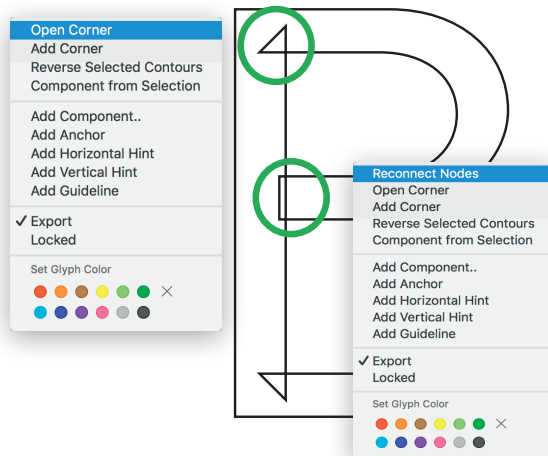 Open Corner
Add Corner
Reverse Selected Contours
Component from Selection
Add Component..
Add Anchor
Add Horizontal Hint
Add Vertical Hint
Add Guideline
✓ Export
Locked
Set Glyph Color
Reconnect Nodes
Open Corner
Add Corner
Reverse Selected Contours
Component from Selection
Add Component..
Add Anchor
Add Horizontal Hint
Add Vertical Hint
Add Guideline
✓ Export
Locked
Set Glyph Color